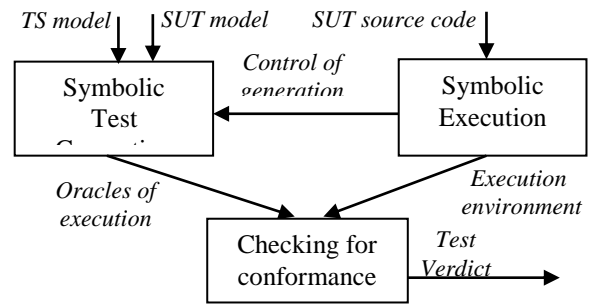 TS model
SUT model
SUT source code
Symbolic
Test
Control of
generation
Symbolic
Execution
Oracles of
execution
Execution
environment
Checking for
conformance
Test
Verdict